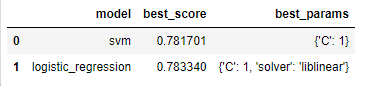 model best_score best_params
0 svm 0.781701 {'C': 1}
1 logistic_regression 0.783340 {'C': 1, 'solver': 'liblinear'}